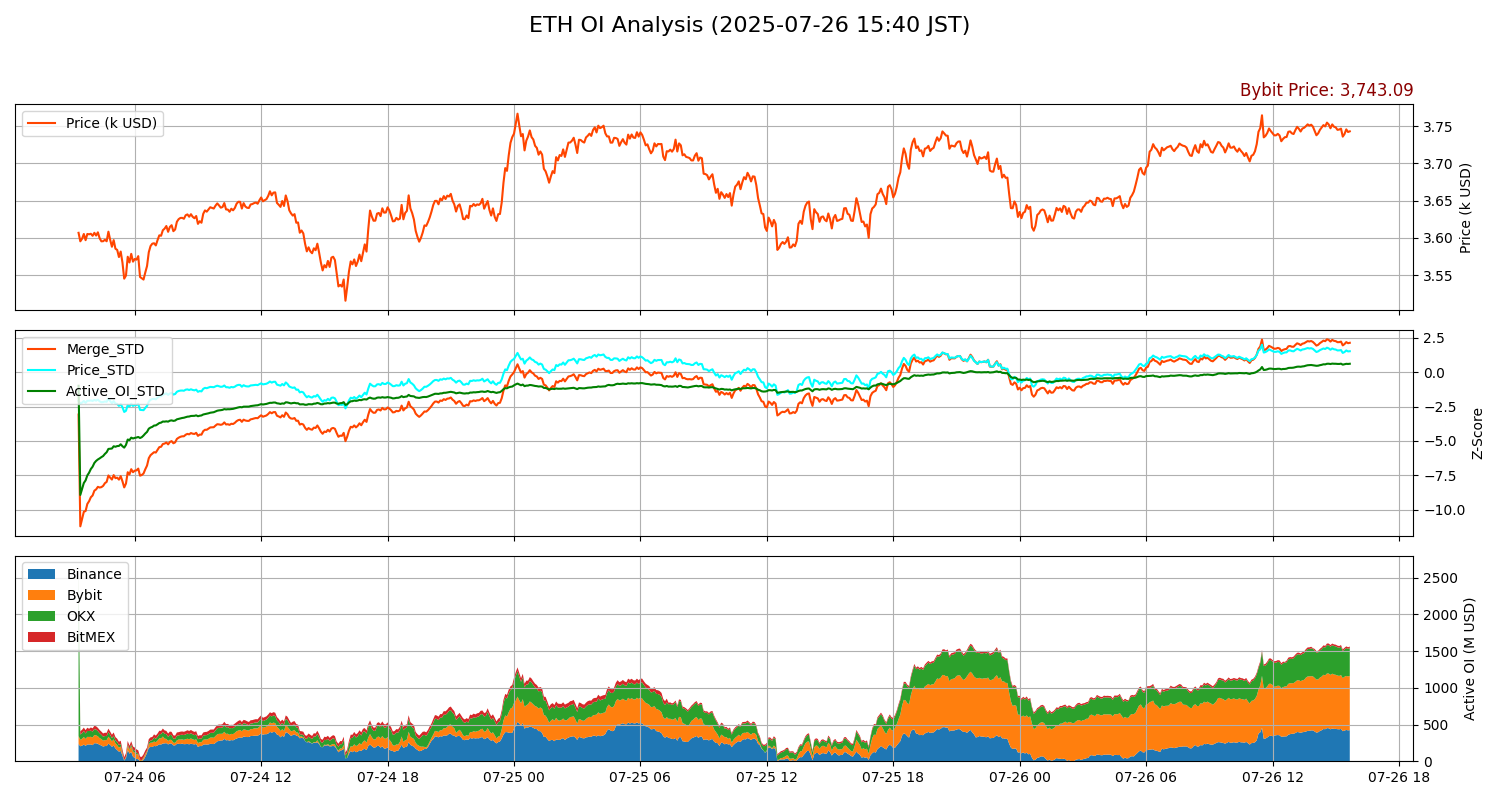 ETH OI Analysis (2025-07-26 15:40 JST)
Bybit Price: 3,743.09
Price (k USD)
3.75
3.70
3.65
3.60
3.55
Price (k USD)
Merge_STD
Price_STD
Active_OI_STD
2.5
0.0
−2.5
−5.0
−7.5
−10.0
Z-Score
Binance
Bybit
OKX
BitMEX
2500
2000
1500
1000
500
0
Active OI (M USD)
07-24 06
07-24 12
07-24 18
07-25 00
07-25 06
07-25 12
07-25 18
07-26 00
07-26 06
07-26 12
07-26 18